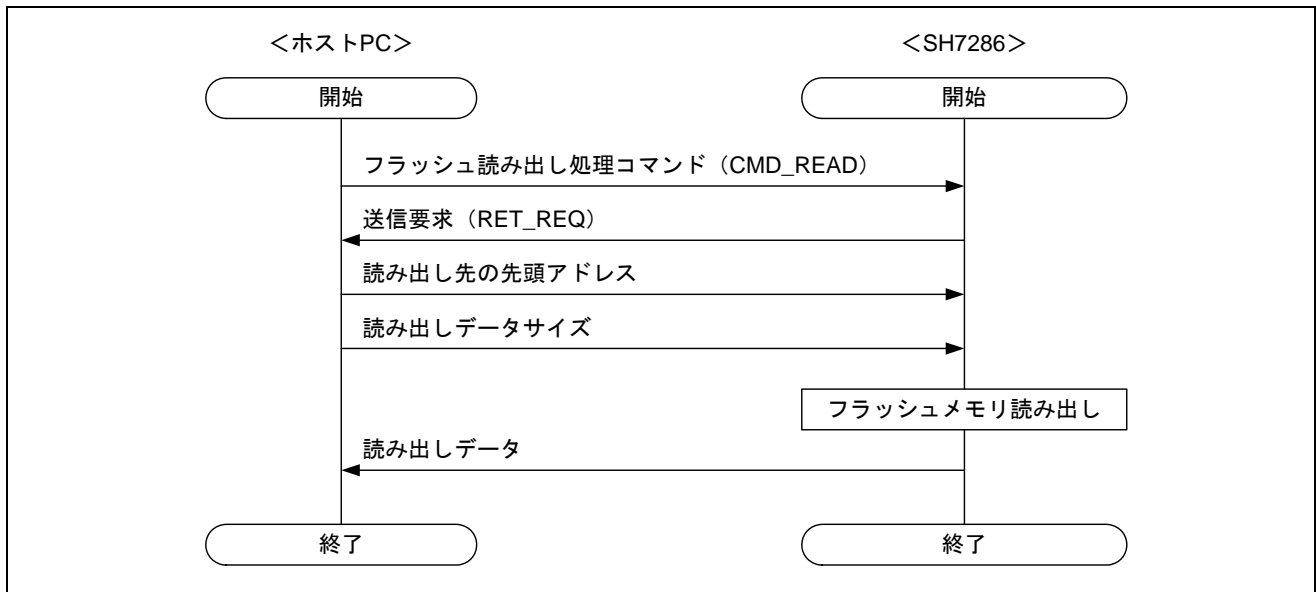 ＜ホストPC＞
＜SH7286＞
開始
開始
フラッシュ読み出し処理コマンド（CMD_READ）
送信要求（RET_REQ）
読み出し先の先頭アドレス
読み出しデータサイズ
フラッシュメモリ読み出し
読み出しデータ
終了
終了